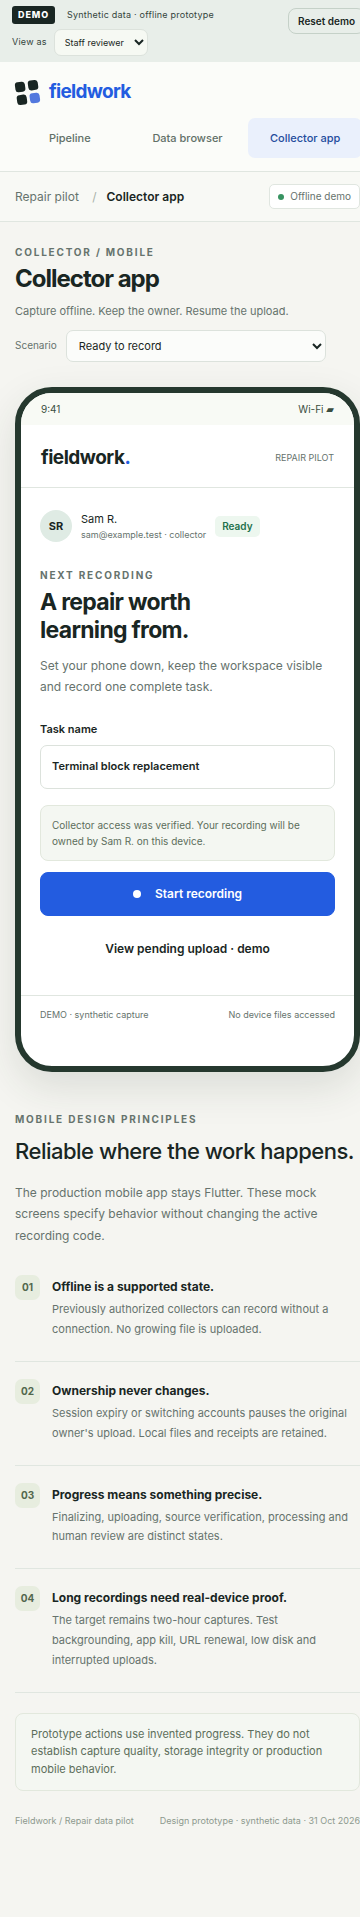 DEMO Synthetic data · offline prototype Reset demo
View as Staff reviewer
fieldwork
Pipeline Data browser Collector app
Repair pilot / Collector app Offline demo
COLLECTOR / MOBILE
Collector app
Capture offline. Keep the owner. Resume the upload.
Scenario Ready to record
9:41 Wi-Fi
fieldwork. REPAIR PILOT
SR Sam R. Ready
sam@example.test · collector
NEXT RECORDING
A repair worth
learning from.
Set your phone down, keep the workspace visible
and record one complete task.
Task name
Terminal block replacement
Collector access was verified. Your recording will be
owned by Sam R. on this device.
Start recording
View pending upload · demo
DEMO · synthetic capture No device files accessed
MOBILE DESIGN PRINCIPLES
Reliable where the work happens.
The production mobile app stays Flutter. These mock
screens specify behavior without changing the active
recording code.
01 Offline is a supported state.
Previously authorized collectors can record without a
connection. No growing file is uploaded.
02 Ownership never changes.
Session expiry or switching accounts pauses the original
owner's upload. Local files and receipts are retained.
03 Progress means something precise.
Finalizing, uploading, source verification, processing and
human review are distinct states.
04 Long recordings need real-device proof.
The target remains two-hour captures. Test
backgrounding, app kill, URL renewal, low disk and
interrupted uploads.
Prototype actions use invented progress. They do not
establish capture quality, storage integrity or production
mobile behavior.
Fieldwork / Repair data pilot Design prototype · synthetic data · 31 Oct 2026